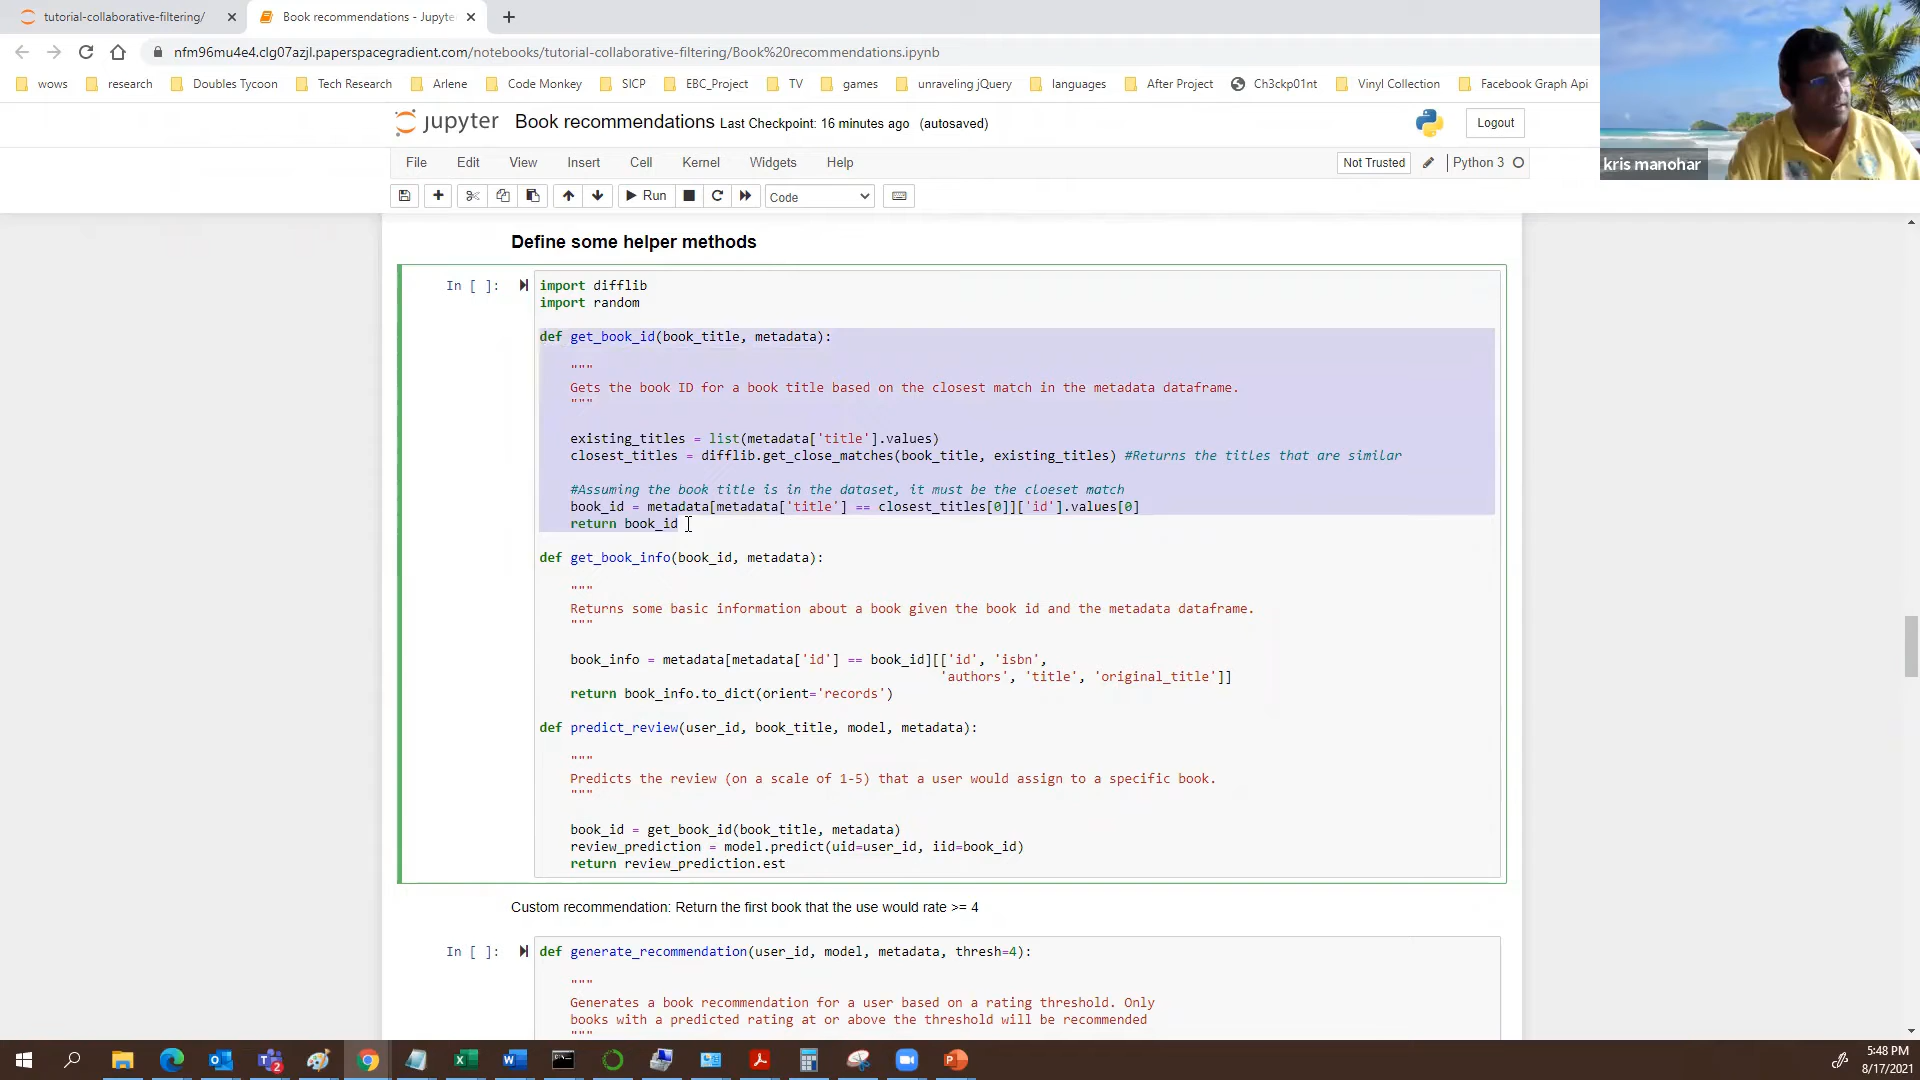 tutorial-collaborative-filtering/
Book recommendations - Jupyte
nfm96mu4e4.clg07azjl.paperspacegradient.com/notebooks/tutorial-collaborative-filtering/Book%20recommendations.ipynb
wows research Doubles Tycoon Tech Research Arlene Code Monkey SICP EBC_Project TV games unraveling jQuery languages After Project Ch3ckp01nt Vinyl Collection Facebook Graph Api
kris manohar
jupyter Book recommendations Last Checkpoint: 16 minutes ago (autosaved)
Logout
File Edit View Insert Cell Kernel Widgets Help
Not Trusted Python 3
Run Code
Define some helper methods
In [ ]: import difflib
import random
def get_book_id(book_title, metadata):
"""
Gets the book ID for a book title based on the closest match in the metadata dataframe.
"""
existing_titles = list(metadata['title'].values)
closest_titles = difflib.get_close_matches(book_title, existing_titles) #Returns the titles that are similar
#Assuming the book title is in the dataset, it must be the cloeset match
book_id = metadata[metadata['title'] == closest_titles[0]]['id'].values[0]
return book_id
def get_book_info(book_id, metadata):
"""
Returns some basic information about a book given the book id and the metadata dataframe.
"""
book_info = metadata[metadata['id'] == book_id][['id', 'isbn',
'authors', 'title', 'original_title']]
return book_info.to_dict(orient='records')
def predict_review(user_id, book_title, model, metadata):
"""
Predicts the review (on a scale of 1-5) that a user would assign to a specific book.
"""
book_id = get_book_id(book_title, metadata)
review_prediction = model.predict(uid=user_id, iid=book_id)
return review_prediction.est
Custom recommendation: Return the first book that the use would rate >= 4
In [ ]: def generate_recommendation(user_id, model, metadata, thresh=4):
"""
Generates a book recommendation for a user based on a rating threshold. Only
books with a predicted rating at or above the threshold will be recommended
"""
5:48 PM
8/17/2021